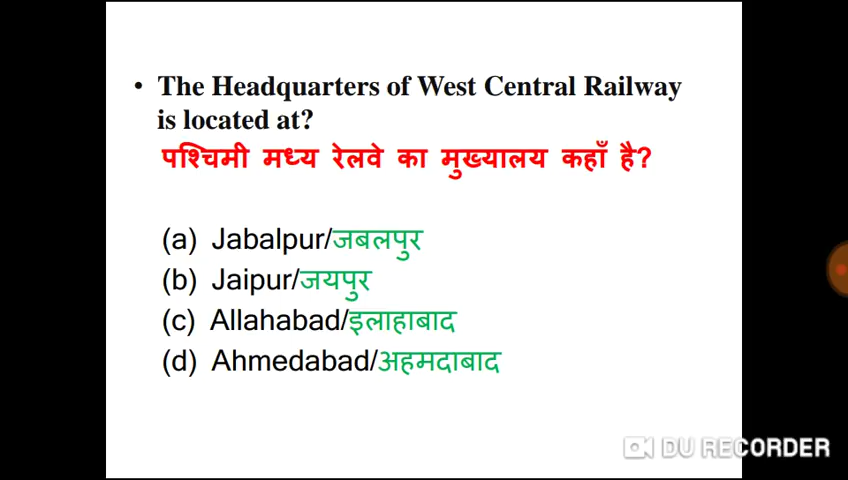 • The Headquarters of West Central Railway
is located at?
पश्चिमी मध्य रेलवे का मुख्यालय कहाँ है?
(a) Jabalpur/जबलपुर
(b) Jaipur/जयपुर
(c) Allahabad/इलाहाबाद
(d) Ahmedabad/अहमदाबाद
DU RECORDER